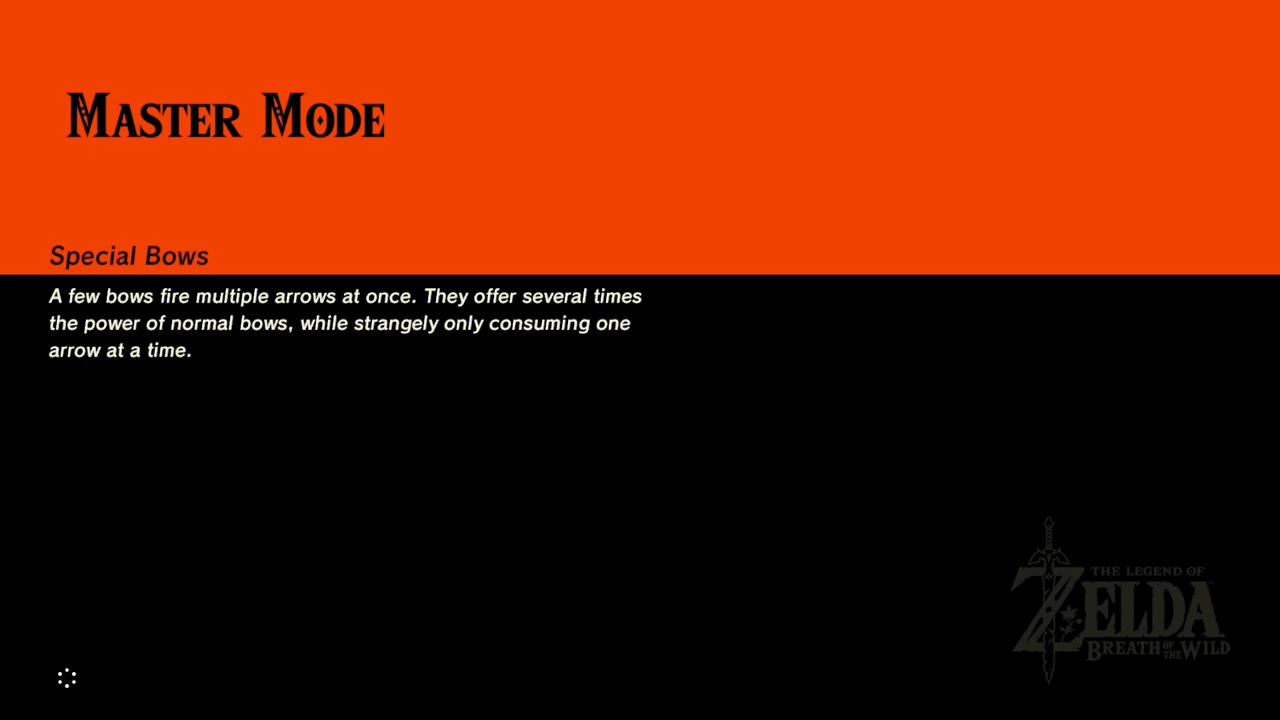 Master Mode
Special Bows
A few bows fire multiple arrows at once. They offer several times
the power of normal bows, while strangely only consuming one
arrow at a time.
THE LEGEND OF
ZELDA
BREATH OF THE WILD